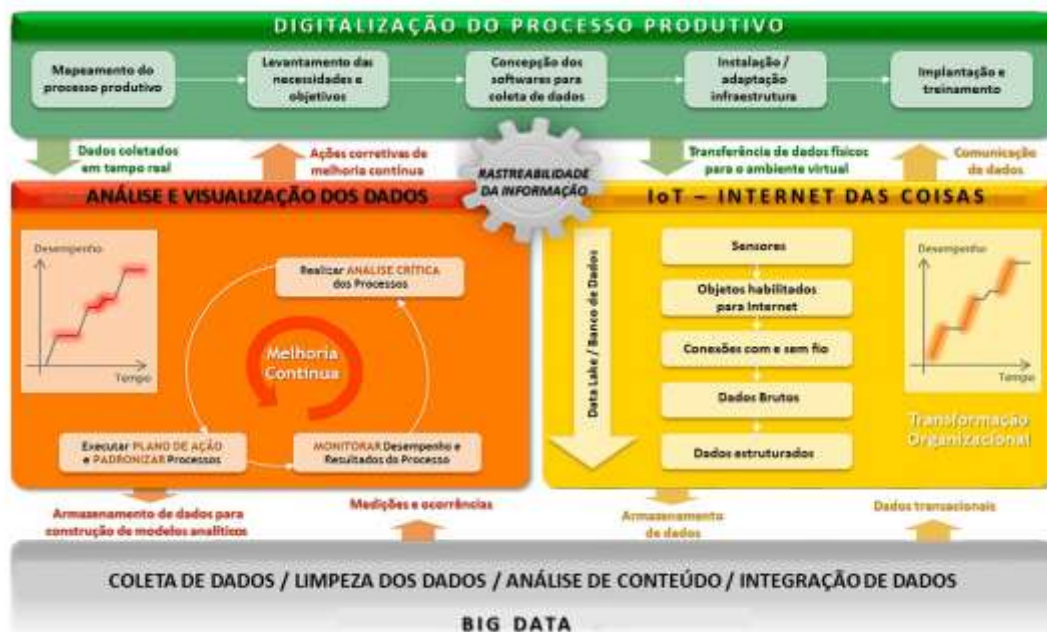 DIGITALIZAÇÃO DO PROCESSO PRODUTIVO
Mapeamento do
processo produtivo
Levantamento das
necessidades e
objetivos
Concepção dos
softwares para
coleta de dados
Instalação /
adaptação
infraestrutura
Implantação e
treinamento
Dados coletados
em tempo real
Ações corretivas de
melhoria contínua
RASTREABILIDADE
DA INFORMAÇÃO
Transferência de dados físicos
para o ambiente virtual
Comunicação
de dados
ANÁLISE E VISUALIZAÇÃO DOS DADOS
Desempenho
Tempo
Realizar ANÁLISE CRÍTICA
dos Processos
Melhoria
Contínua
Executar PLANO DE AÇÃO
e PADRONIZAR Processos
MONITORAR Desempenho e
Resultados do Processo
IoT – INTERNET DAS COISAS
Data Lake / Banco de Dados
Sensores
Objetos habilitados
para Internet
Conexões com e sem fio
Dados Brutos
Dados estruturados
Desempenho
Tempo
Transformação
Organizacional
Armazenamento de dados para
construção de modelos analíticos
Medições e ocorrências
Armazenamento
de dados
Dados transacionais
COLETA DE DADOS / LIMPEZA DOS DADOS / ANÁLISE DE CONTEÚDO / INTEGRAÇÃO DE DADOS
BIG DATA